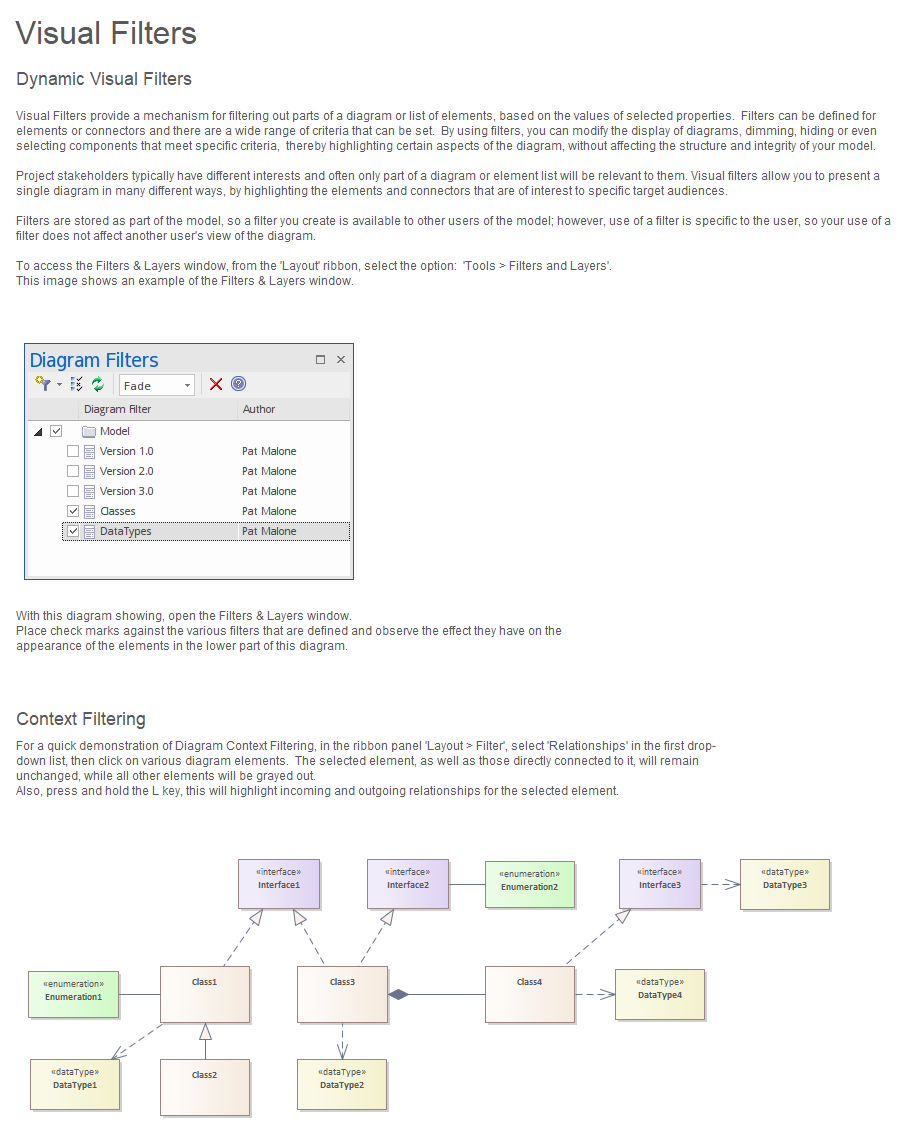 Visual Filters
Dynamic Visual Filters
Visual Filters provide a mechanism for filtering out parts of a diagram or list of elements, based on the values of selected properties.  Filters can be defined for
elements or connectors and there are a wide range of criteria that can be set.  By using filters, you can modify the display of diagrams, dimming, hiding or even
selecting components that meet specific criteria,  thereby highlighting certain aspects of the diagram, without affecting the structure and integrity of your model.
Project stakeholders typically have different interests and often only part of a diagram or element list will be relevant to them. Visual filters allow you to present a
single diagram in many different ways, by highlighting the elements and connectors that are of interest to specific target audiences.
Filters are stored as part of the model, so a filter you create is available to other users of the model; however, use of a filter is specific to the user, so your use of a
filter does not affect another user's view of the diagram.
To access the Filters & Layers window, from the 'Layout' ribbon, select the option:  'Tools > Filters and Layers'.
This image shows an example of the Filters & Layers window.
Diagram Filters
Fade
Diagram Filter Author
Model
Version 1.0 Pat Malone
Version 2.0 Pat Malone
Version 3.0 Pat Malone
Classes Pat Malone
DataTypes Pat Malone
With this diagram showing, open the Filters & Layers window.
Place check marks against the various filters that are defined and observe the effect they have on the
appearance of the elements in the lower part of this diagram.
Context Filtering
For a quick demonstration of Diagram Context Filtering, in the ribbon panel 'Layout > Filter', select 'Relationships' in the first drop-
down list, then click on various diagram elements.  The selected element, as well as those directly connected to it, will remain
unchanged, while all other elements will be grayed out.
Also, press and hold the L key, this will highlight incoming and outgoing relationships for the selected element.
«interface»
Interface1
«interface»
Interface2
«enumeration»
Enumeration2
«interface»
Interface3
«dataType»
DataType3
«enumeration»
Enumeration1
Class1
Class3
Class4
«dataType»
DataType4
«dataType»
DataType1
Class2
«dataType»
DataType2